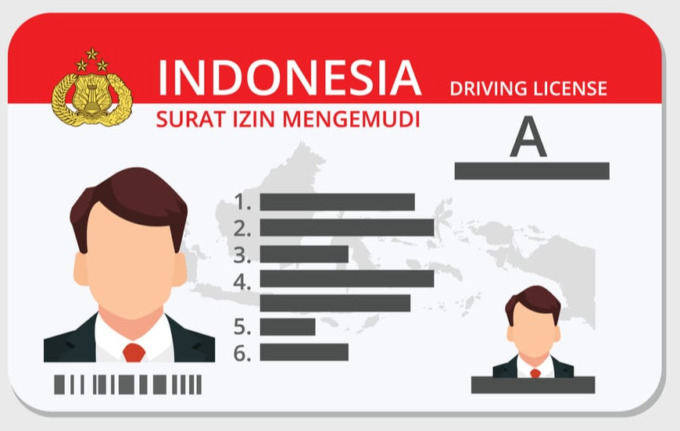 INDONESIA DRIVING LICENSE
SURAT IZIN MENGEMUDI
A
1.
2.
3.
4.
5.
6.